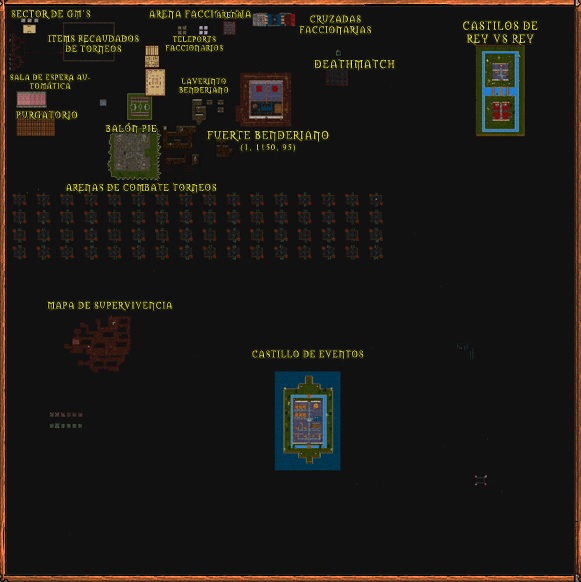 SECTOR DE GM'S
ARENA FACCI
CRUZADAS
FACCIONARIAS
CASTILOS DE
REY VS REY
ITEMS RECAUDADOS
DE TORNEOS
TELEPORTS
FACCIONARIOS
DEATHMATCH
SALA DE ESPERA AU-
TOMÁTICA
LAVERINTO
BENDERIANO
PURGATORIO
BALÓN PIE
FUERTE BENDERIANO
(1, 1150, 95)
ARENAS DE COMBATE TORNEOS
MAPA DE SUPERVIVENCIA
CASTILLO DE EVENTOS